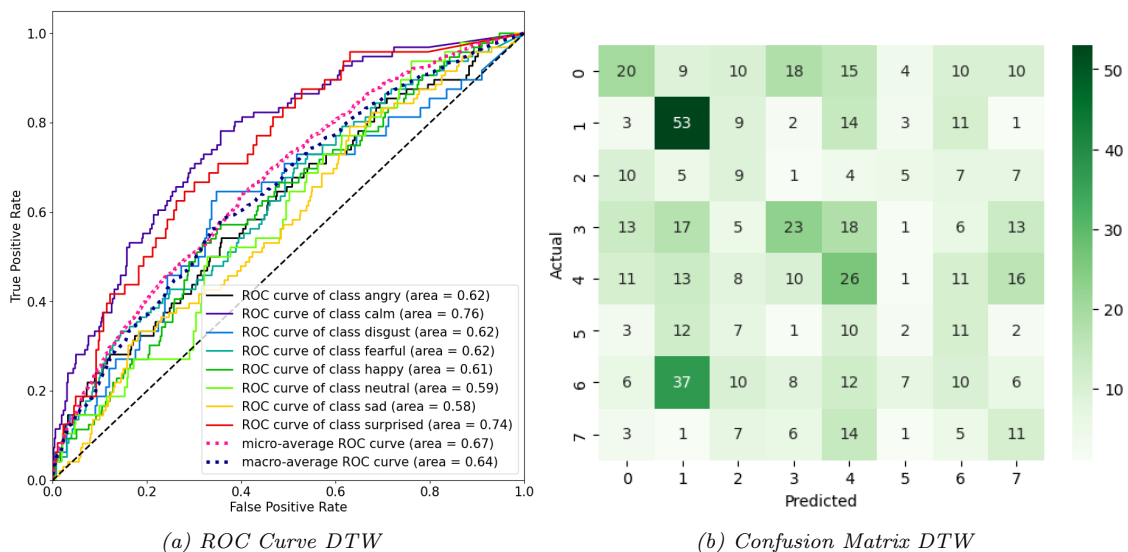 1.0
0.8
0.6
0.4
0.2
0.0
True Positive Rate
0.0 0.2 0.4 0.6 0.8 1.0
False Positive Rate
ROC curve of class angry (area = 0.62)
ROC curve of class calm (area = 0.76)
ROC curve of class disgust (area = 0.62)
ROC curve of class fearful (area = 0.62)
ROC curve of class happy (area = 0.61)
ROC curve of class neutral (area = 0.59)
ROC curve of class sad (area = 0.58)
ROC curve of class surprised (area = 0.74)
micro-average ROC curve (area = 0.67)
macro-average ROC curve (area = 0.64)
(a) ROC Curve DTW
Actual
0 20 9 10 18 15 4 10 10
1 3 53 9 2 14 3 11 1
2 10 5 9 1 4 5 7 7
3 13 17 5 23 18 1 6 13
4 11 13 8 10 26 1 11 16
5 3 12 7 1 10 2 11 2
6 6 37 10 8 12 7 10 6
7 3 1 7 6 14 1 5 11
0 1 2 3 4 5 6 7
Predicted
50
40
30
20
10
(b) Confusion Matrix DTW